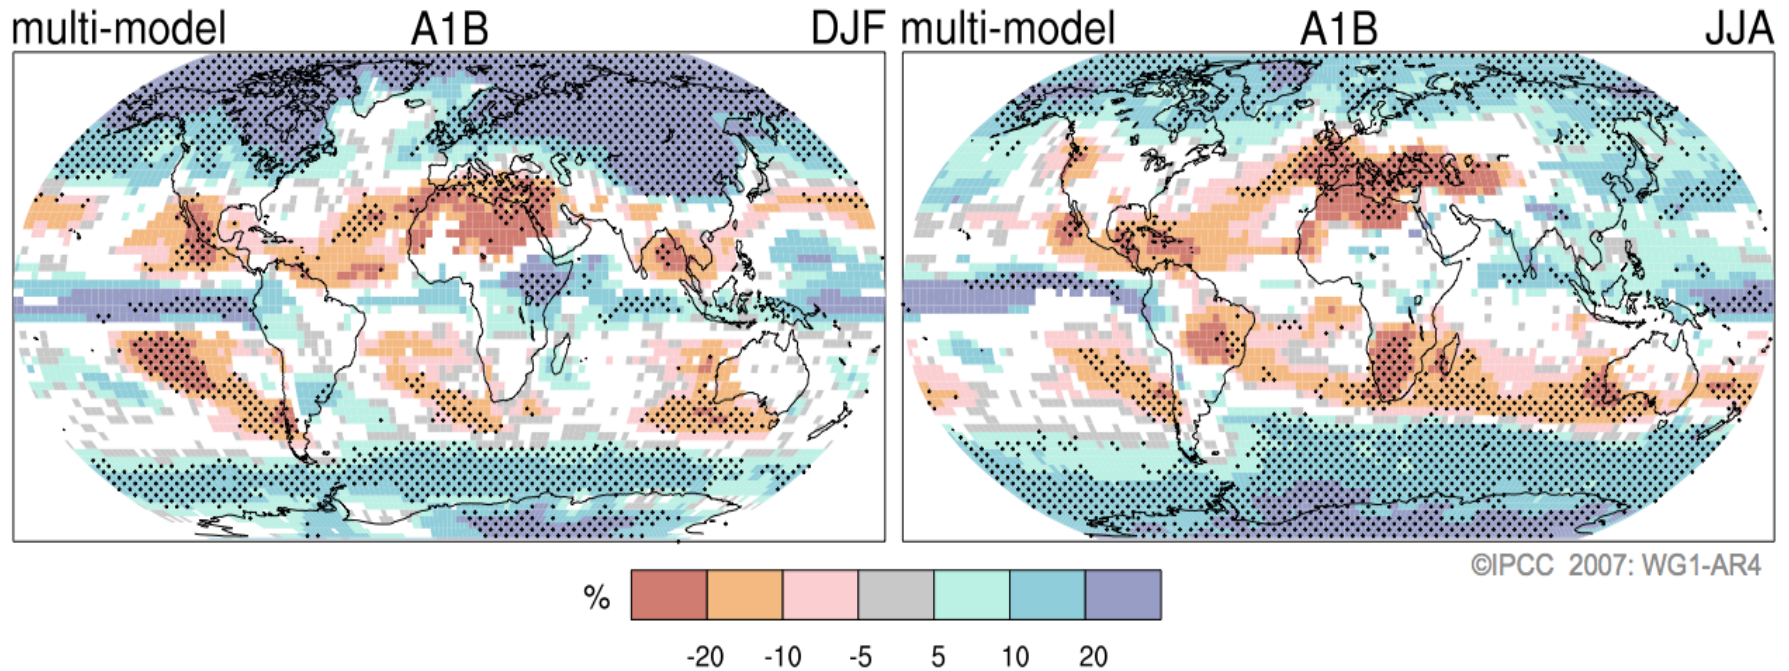 multi-model A1B DJF
multi-model A1B JJA
©IPCC 2007: WG1-AR4
%
-20 -10 -5 5 10 20